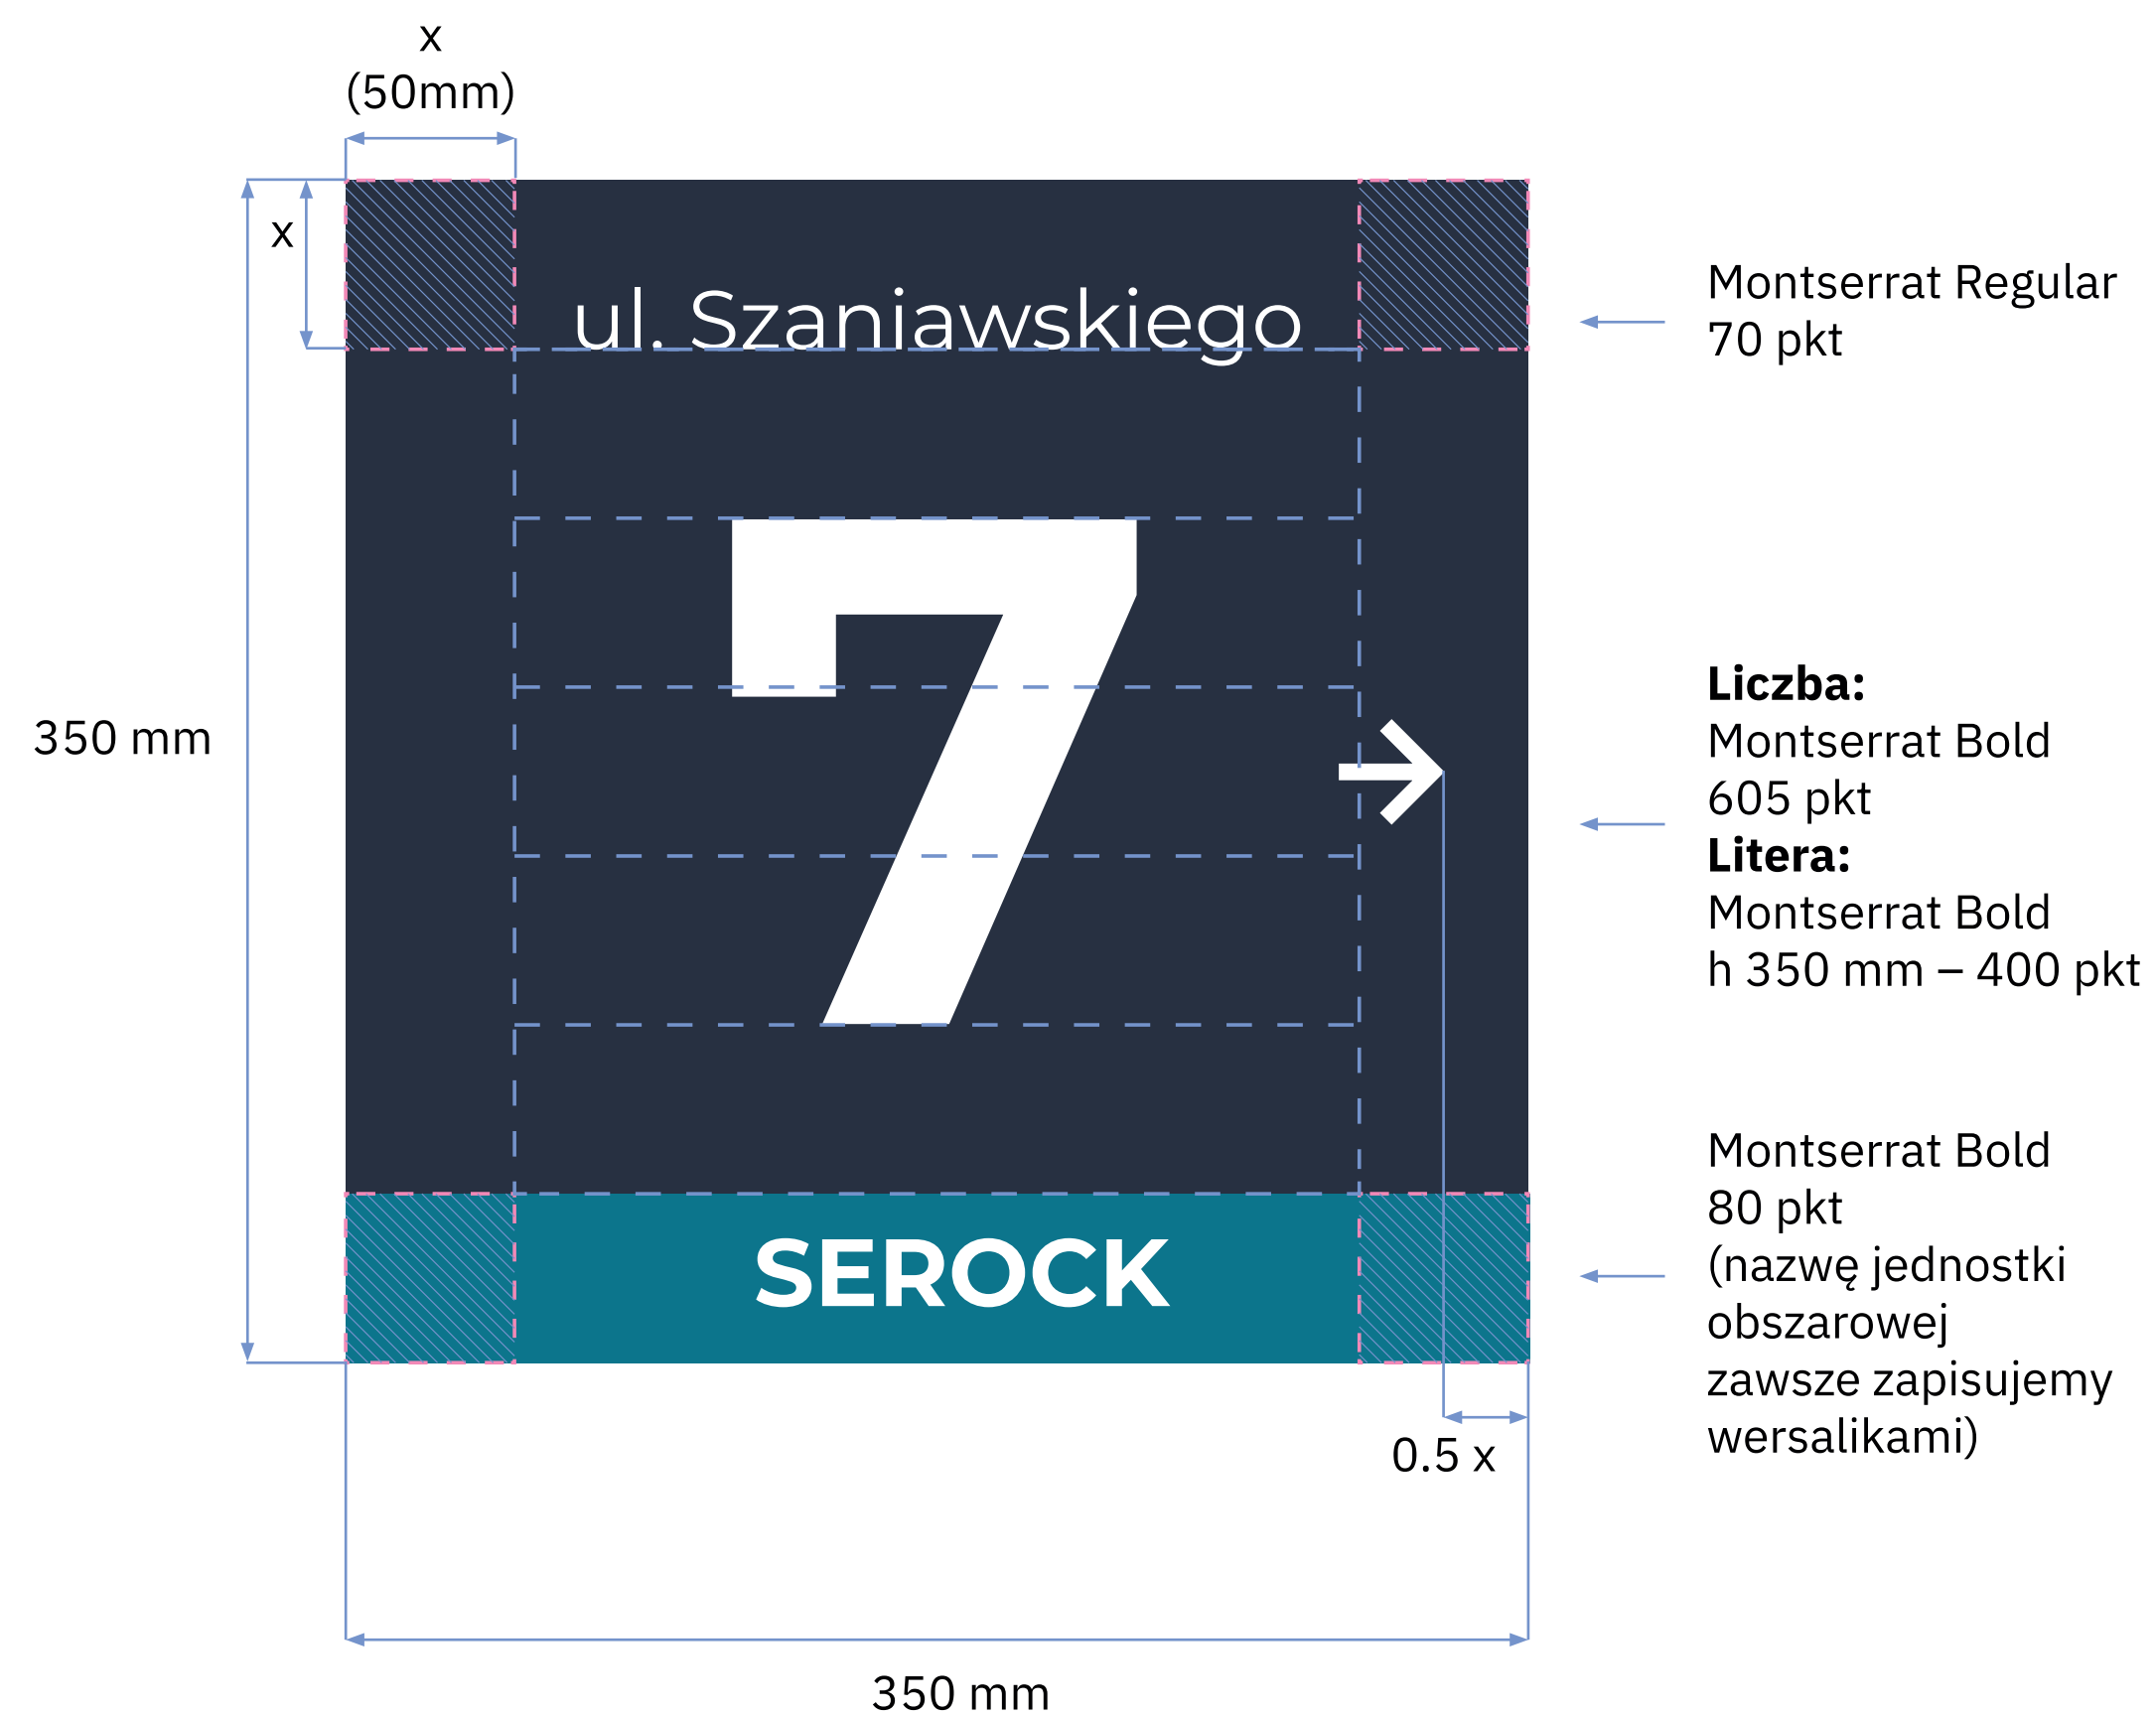 x
(50mm)
x
ul. Szaniawskiego
Montserrat Regular
70 pkt
7
350 mm
Liczba:
Montserrat Bold
605 pkt
Litera:
Montserrat Bold
h 350 mm – 400 pkt
SEROCK
Montserrat Bold
80 pkt
(nazwę jednostki
obszarowej
zawsze zapisujemy
wersalikami)
0.5 x
350 mm